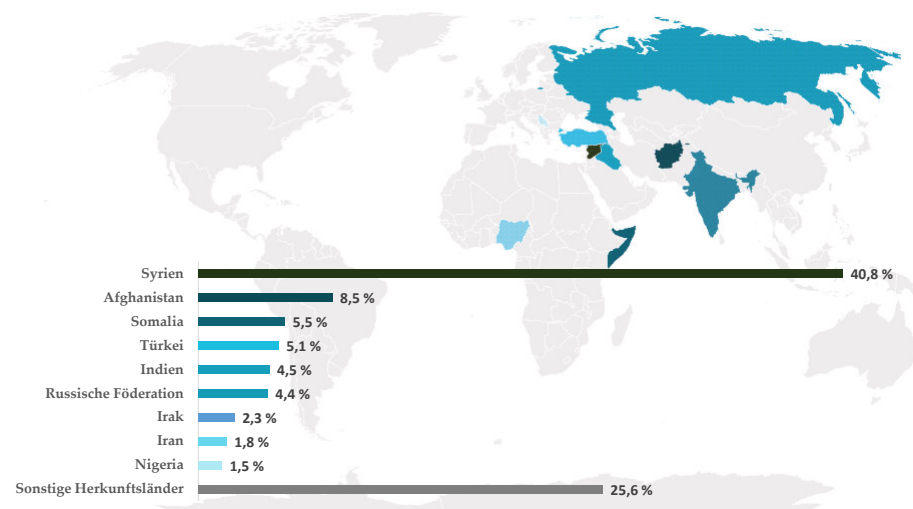 Syrien 40,8 %
Afghanistan 8,5 %
Somalia 5,5 %
Türkei 5,1 %
Indien 4,5 %
Russische Föderation 4,4 %
Irak 2,3 %
Iran 1,8 %
Nigeria 1,5 %
Sonstige Herkunftsländer 25,6 %